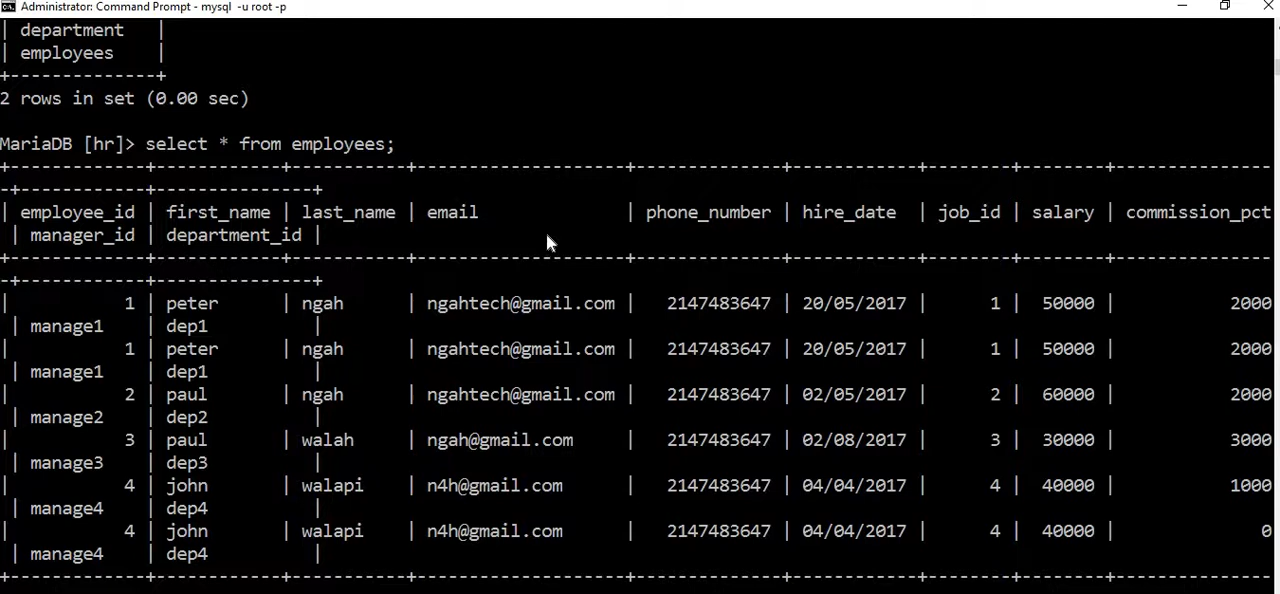 Administrator: Command Prompt - mysql -u root -p
| department   |
| employees    |
+--------------+
2 rows in set (0.00 sec)
MariaDB [hr]> select * from employees;
+-------------+------------+-----------+---------------------+--------------+------------+--------+--------+---------------
-+------------+---------------+
| employee_id | first_name | last_name | email               | phone_number | hire_date  | job_id | salary | commission_pct
 | manager_id | department_id |
+-------------+------------+-----------+---------------------+--------------+------------+--------+--------+---------------
-+------------+---------------+
|           1 | peter      | ngah      | ngahtech@gmail.com |   2147483647 | 20/05/2017 |      1 |  50000 |           2000
 | manage1    | dep1          |
|           1 | peter      | ngah      | ngahtech@gmail.com |   2147483647 | 20/05/2017 |      1 |  50000 |           2000
 | manage1    | dep1          |
|           2 | paul       | ngah      | ngahtech@gmail.com |   2147483647 | 02/05/2017 |      2 |  60000 |           2000
 | manage2    | dep2          |
|           3 | paul       | walah     | ngah@gmail.com     |   2147483647 | 02/08/2017 |      3 |  30000 |           3000
 | manage3    | dep3          |
|           4 | john       | walapi    | n4h@gmail.com      |   2147483647 | 04/04/2017 |      4 |  40000 |           1000
 | manage4    | dep4          |
|           4 | john       | walapi    | n4h@gmail.com      |   2147483647 | 04/04/2017 |      4 |  40000 |              0
 | manage4    | dep4          |
+-------------+------------+-----------+---------------------+--------------+------------+--------+--------+---------------